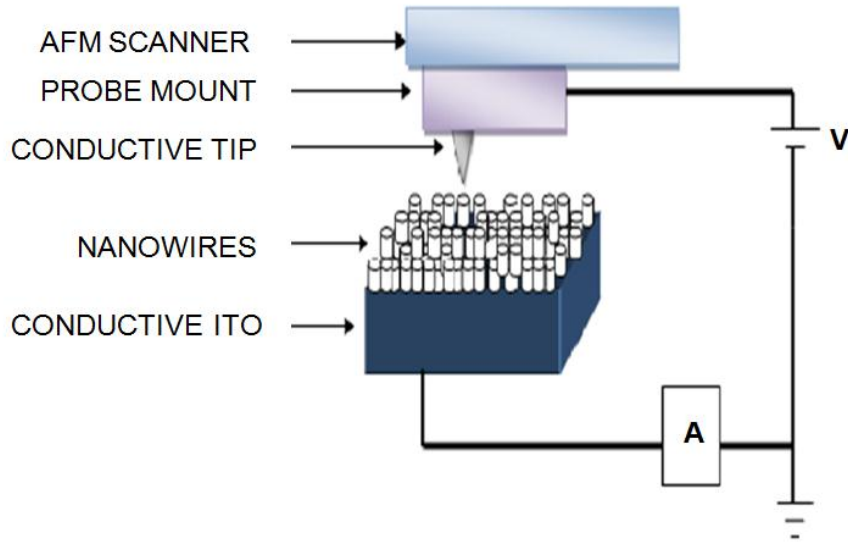 AFM SCANNER
PROBE MOUNT
CONDUCTIVE TIP
V
NANOWIRES
CONDUCTIVE ITO
A